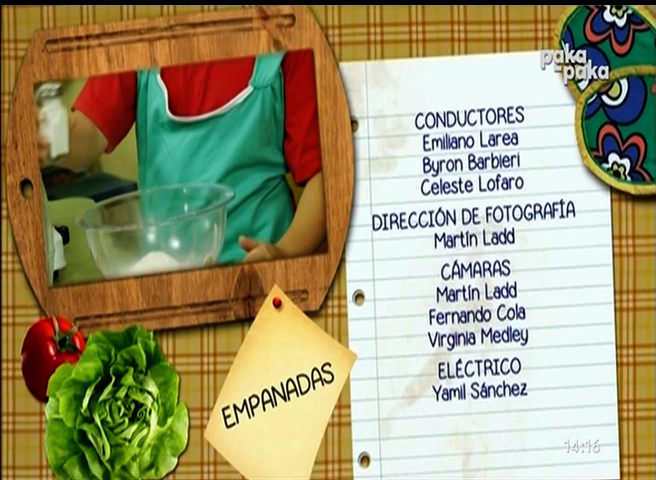 paka
paka
CONDUCTORES
Emiliano Larea
Byron Barbieri
Celeste Lofaro
DIRECCIÓN DE FOTOGRAFÍA
Martín Ladd
CÁMARAS
Martín Ladd
Fernando Cola
Virginia Medley
ELÉCTRICO
Yamil Sánchez
EMPANADAS
14:16